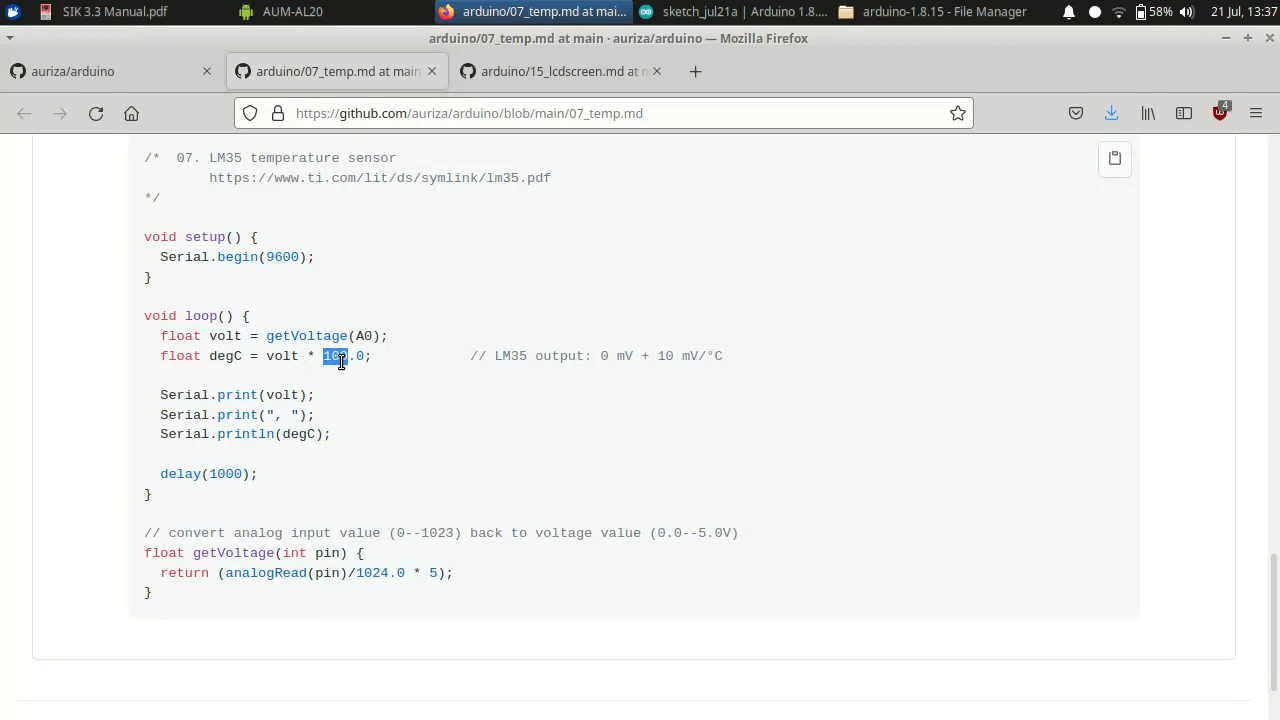 SIK 3.3 Manual.pdf
AUM-AL20
arduino/07_temp.md at mai...
sketch_jul21a | Arduino 1.8....
arduino-1.8.15 - File Manager
58%
21 Jul, 13:37
arduino/07_temp.md at main · auriza/arduino — Mozilla Firefox
auriza/arduino
arduino/07_temp.md at main
arduino/15_lcdscreen.md at m
https://github.com/auriza/arduino/blob/main/07_temp.md
4
/*  07. LM35 temperature sensor
https://www.ti.com/lit/ds/symlink/lm35.pdf
*/
void setup() {
Serial.begin(9600);
}
void loop() {
float volt = getVoltage(A0);
float degC = volt * 100.0;            // LM35 output: 0 mV + 10 mV/°C
Serial.print(volt);
Serial.print(", ");
Serial.println(degC);
delay(1000);
}
// convert analog input value (0--1023) back to voltage value (0.0--5.0V)
float getVoltage(int pin) {
return (analogRead(pin)/1024.0 * 5);
}